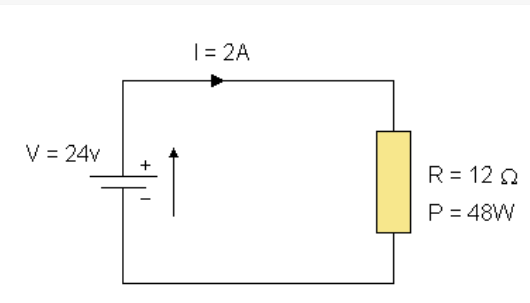 I = 2A
V = 24v
+
−
R = 12 Ω
P = 48W